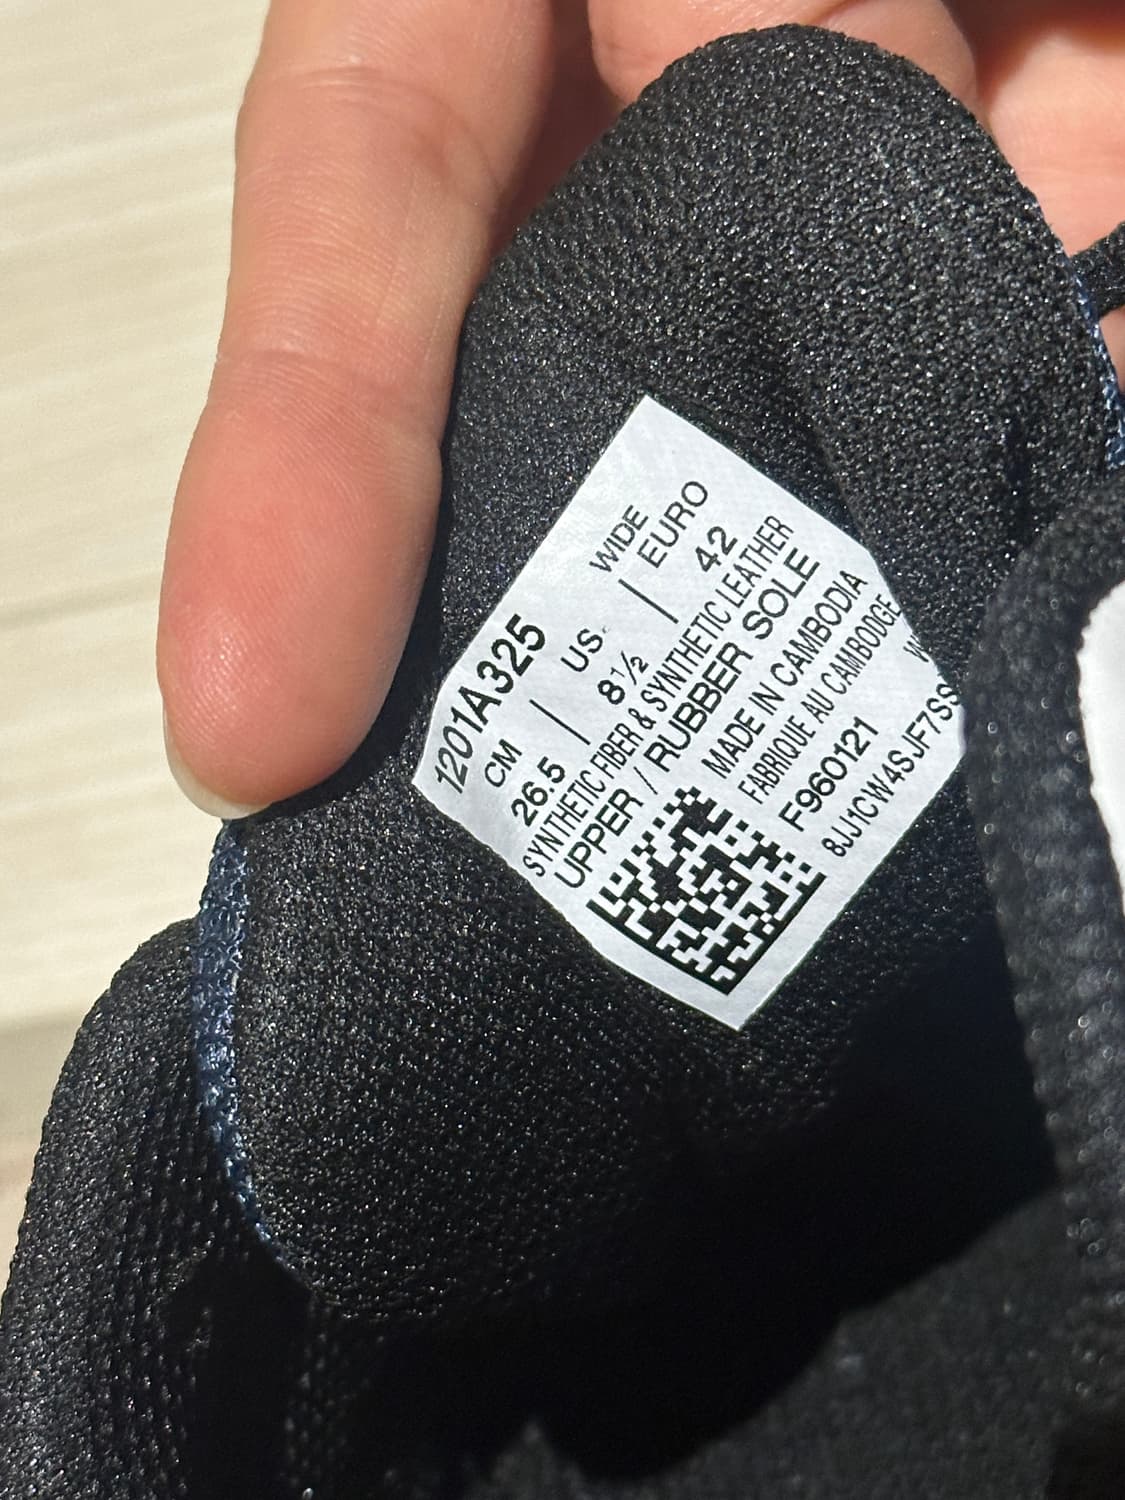 1201A325 WIDE
CM | US | EURO
26.5 8½ 42
SYNTHETIC FIBER & SYNTHETIC LEATHER
UPPER / RUBBER SOLE
MADE IN CAMBODIA
FABRIQUE AU CAMBODGE
F960121
8JJ1CW4SJF7SS